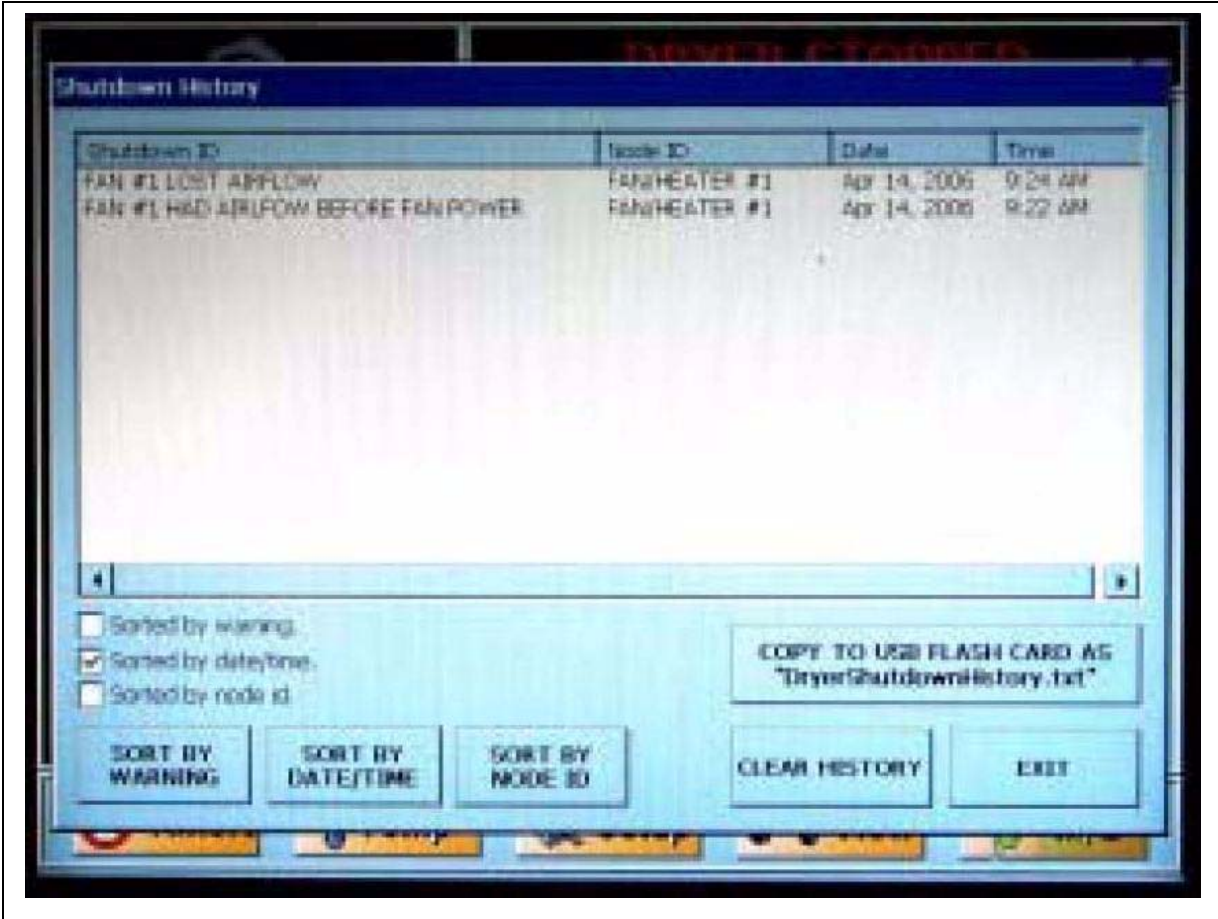 DRYER STOPPED
Shutdown History
Shutdown ID Node ID Date Time
FAN #1 LOST AIRFLOW FAN/HEATER #1 Apr 14, 2006 9:24 AM
FAN #1 HAD AIRLFOW BEFORE FAN POWER FAN/HEATER #1 Apr 14, 2006 9:22 AM
Sorted by warning.
Sorted by date/time.
Sorted by node id.
COPY TO USB FLASH CARD AS
"DryerShutdownHistory.txt"
SORT BY
WARNING
SORT BY
DATE/TIME
SORT BY
NODE ID
CLEAR HISTORY
EXIT